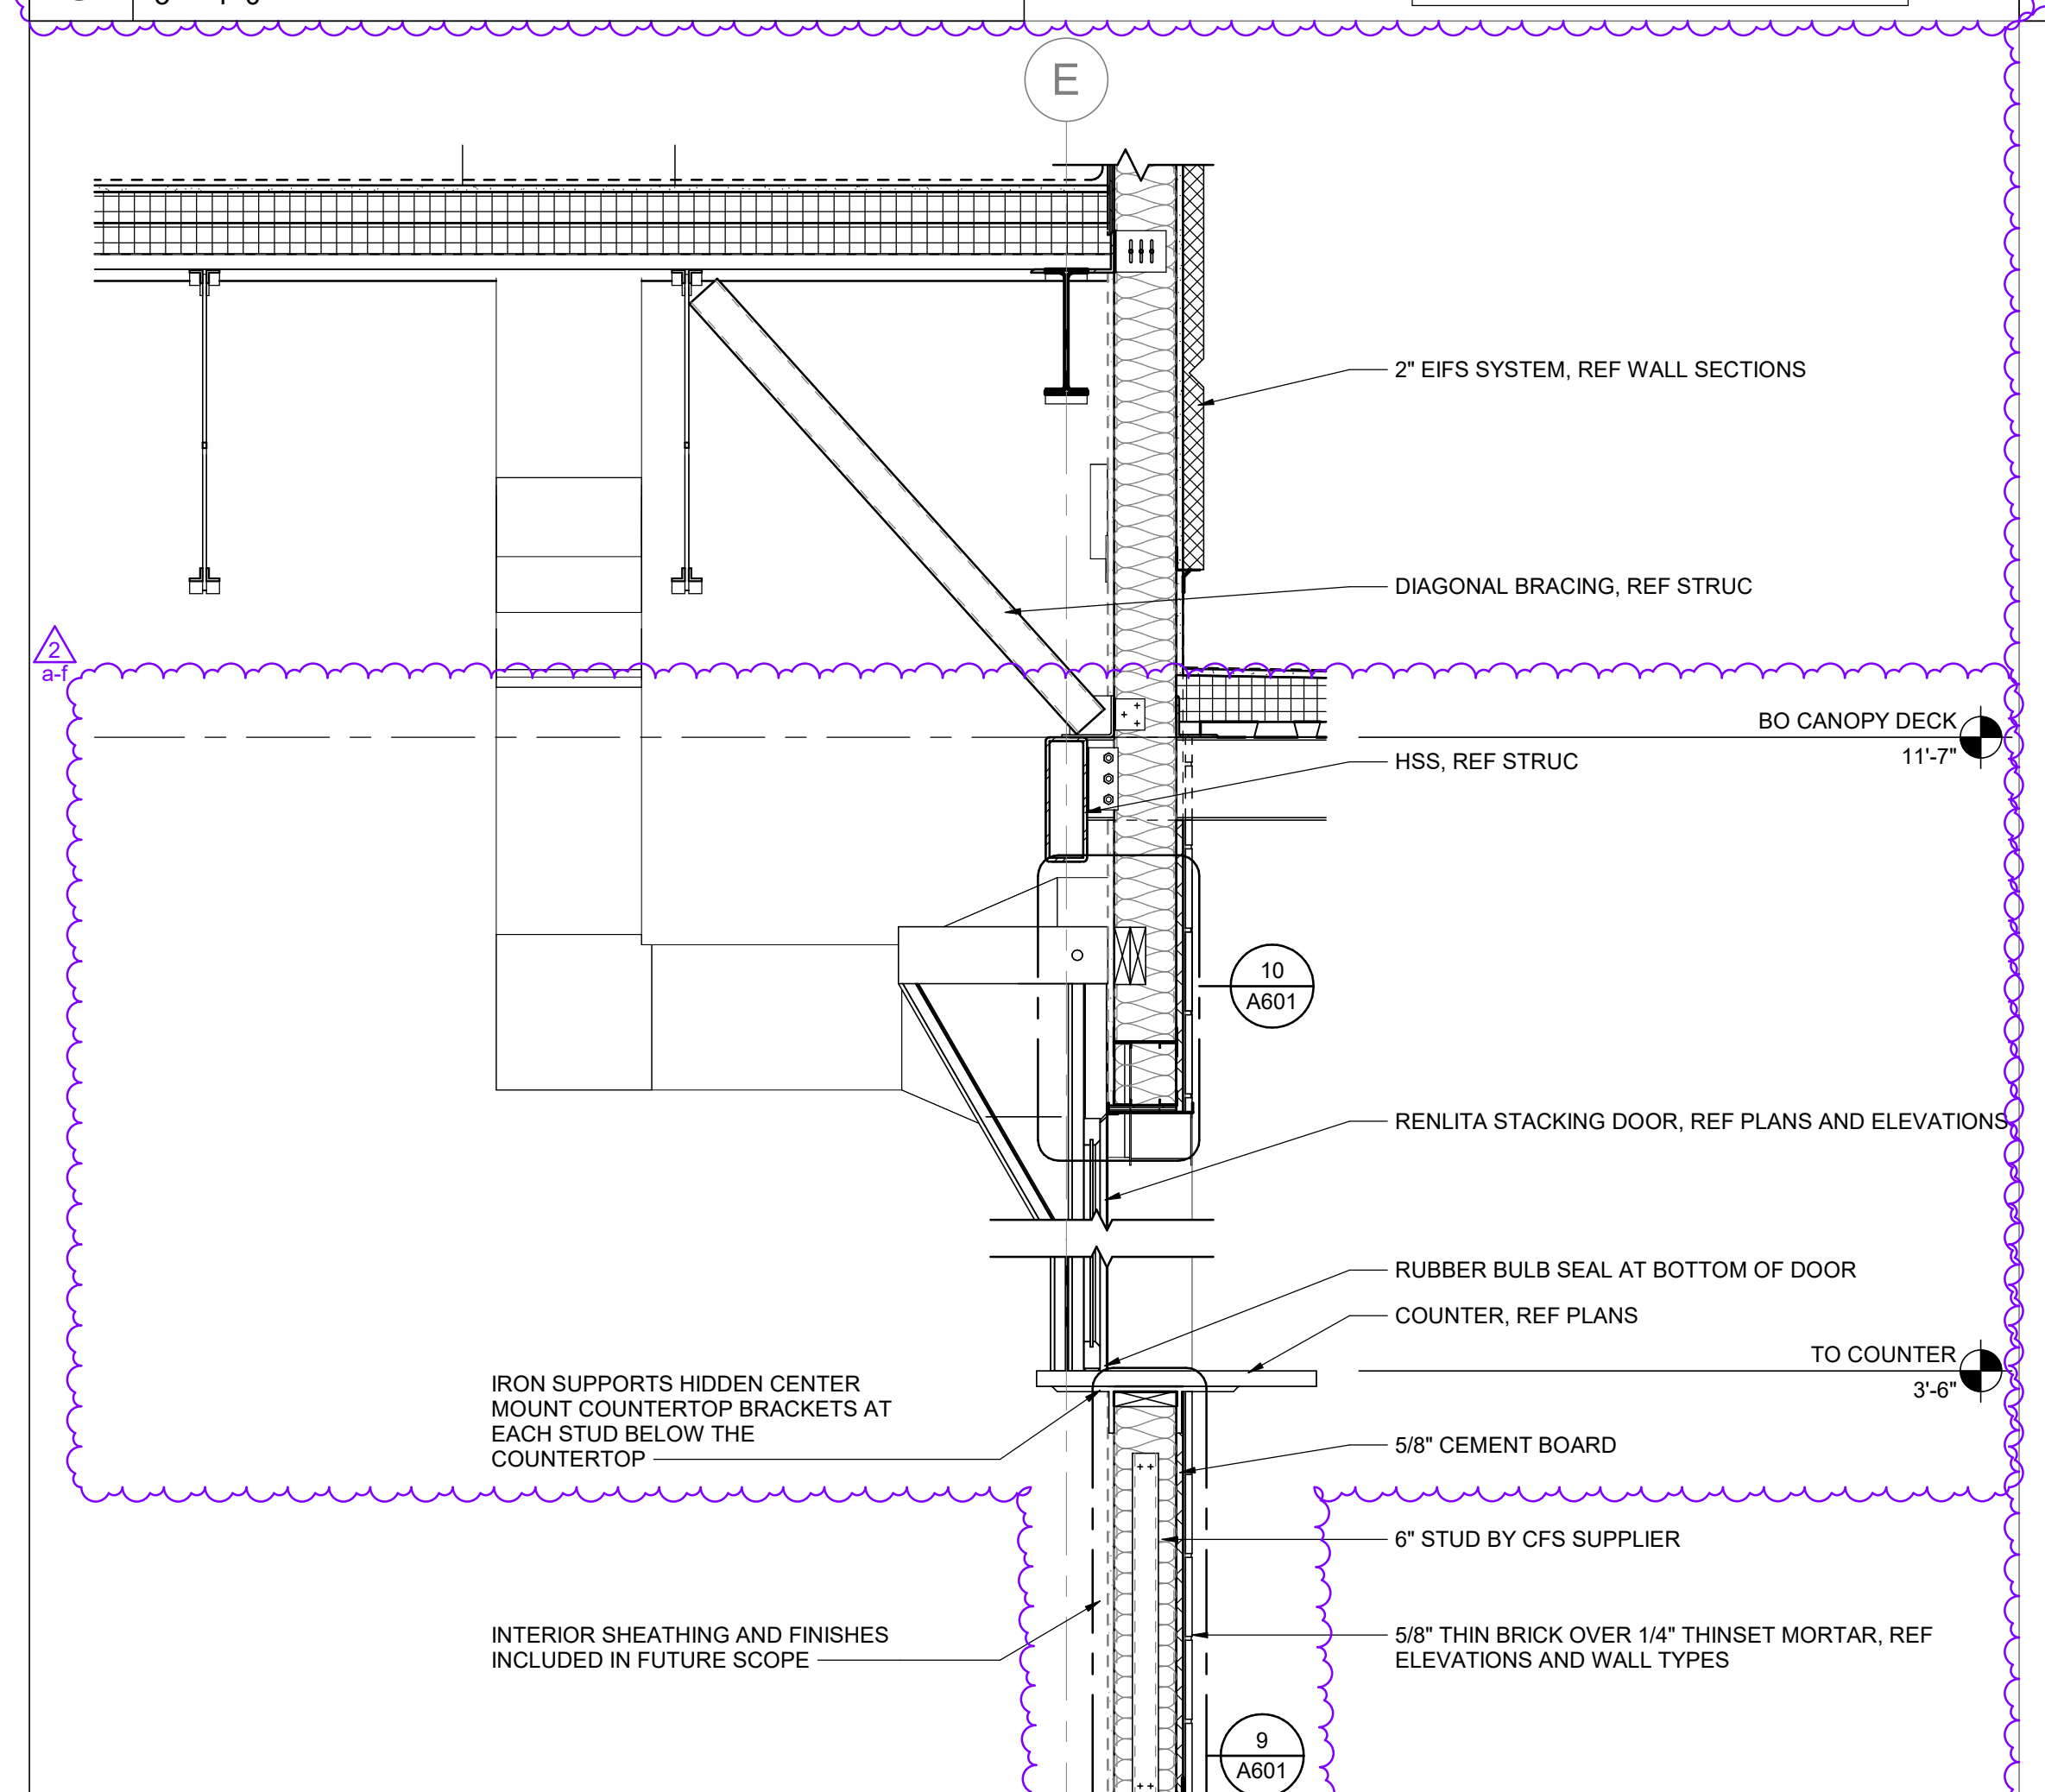 E
2" EIFS SYSTEM, REF WALL SECTIONS
DIAGONAL BRACING, REF STRUC
2
a-f
BO CANOPY DECK
11'-7"
HSS, REF STRUC
10
A601
RENLITA STACKING DOOR, REF PLANS AND ELEVATIONS
RUBBER BULB SEAL AT BOTTOM OF DOOR
COUNTER, REF PLANS
TO COUNTER
3'-6"
IRON SUPPORTS HIDDEN CENTER
MOUNT COUNTERTOP BRACKETS AT
EACH STUD BELOW THE
COUNTERTOP
5/8" CEMENT BOARD
6" STUD BY CFS SUPPLIER
INTERIOR SHEATHING AND FINISHES
INCLUDED IN FUTURE SCOPE
5/8" THIN BRICK OVER 1/4" THINSET MORTAR, REF
ELEVATIONS AND WALL TYPES
9
A601